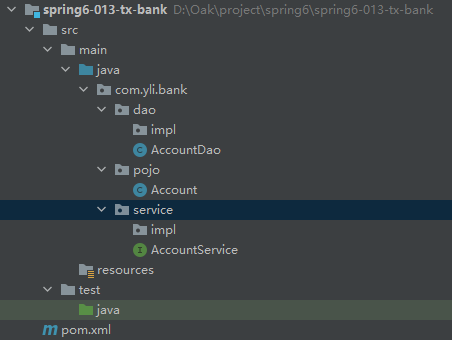 spring6-013-tx-bank D:\Oak\project\spring6\spring6-013-tx-bank
src
main
java
com.yli.bank
dao
impl
C AccountDao
pojo
C Account
service
impl
I AccountService
resources
test
java
m pom.xml